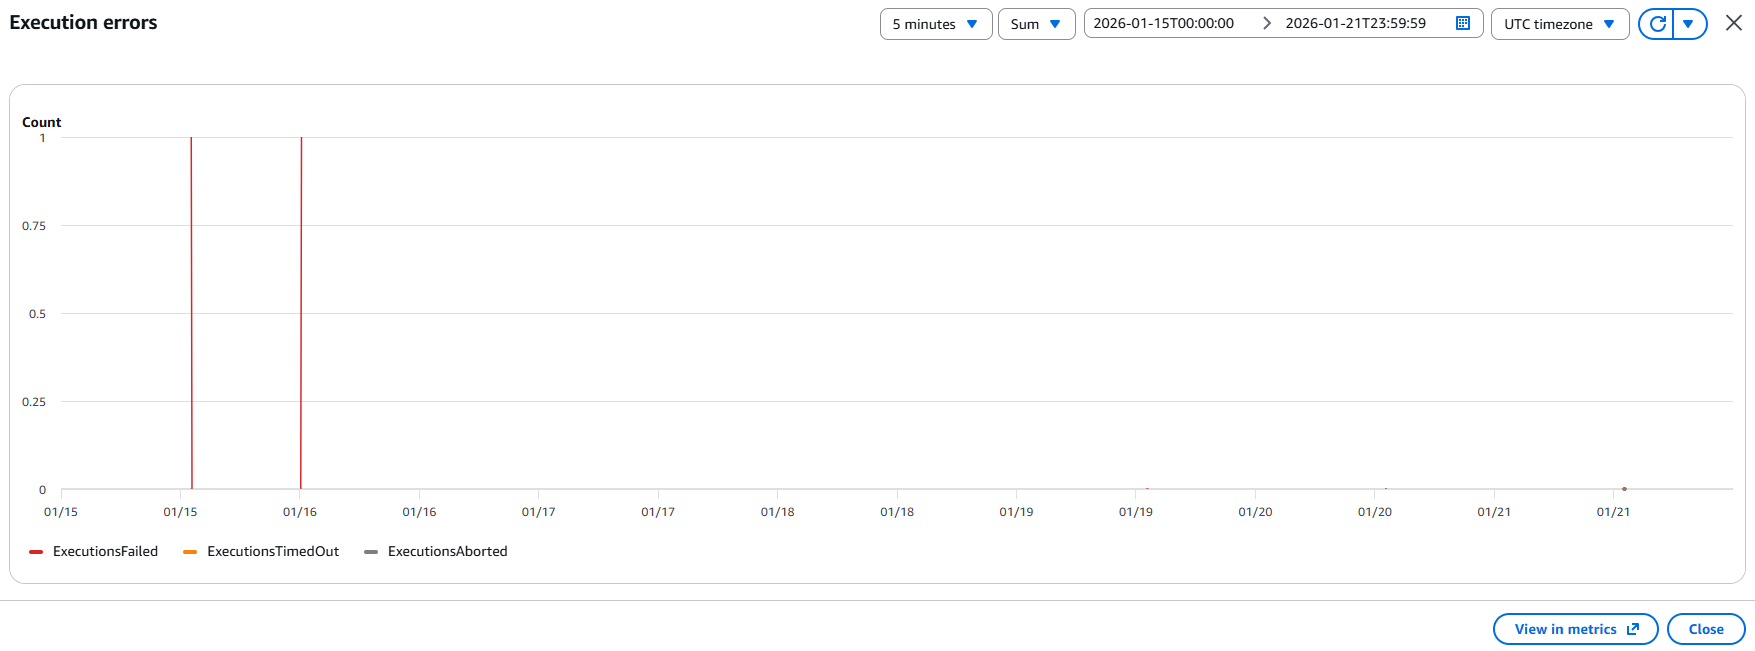 Execution errors
5 minutes
Sum
2026-01-15T00:00:00
2026-01-21T23:59:59
UTC timezone
Count
1
0.75
0.5
0.25
0
01/15 01/15 01/16 01/16 01/17 01/17 01/18 01/18 01/19 01/19 01/20 01/20 01/21 01/21
ExecutionsFailed ExecutionsTimedOut ExecutionsAborted
View in metrics
Close